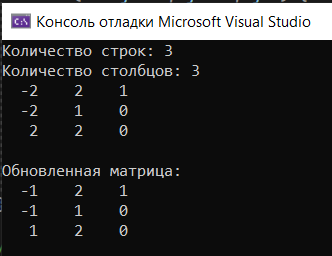 C:\ Консоль отладки Microsoft Visual Studio
Количество строк: 3
Количество столбцов: 3
-2 2 1
-2 1 0
2 2 0
Обновленная матрица:
-1 2 1
-1 1 0
1 2 0